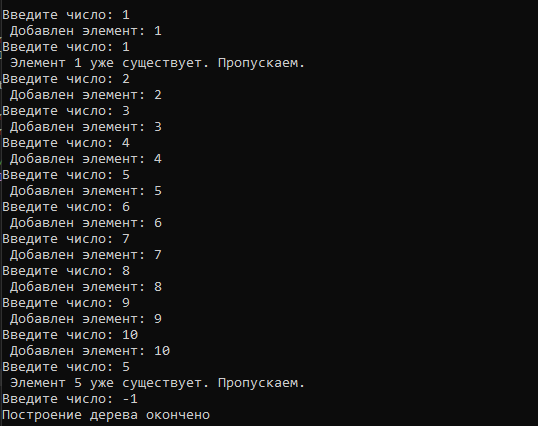 Введите число: 1
Добавлен элемент: 1
Введите число: 1
Элемент 1 уже существует. Пропускаем.
Введите число: 2
Добавлен элемент: 2
Введите число: 3
Добавлен элемент: 3
Введите число: 4
Добавлен элемент: 4
Введите число: 5
Добавлен элемент: 5
Введите число: 6
Добавлен элемент: 6
Введите число: 7
Добавлен элемент: 7
Введите число: 8
Добавлен элемент: 8
Введите число: 9
Добавлен элемент: 9
Введите число: 10
Добавлен элемент: 10
Введите число: 5
Элемент 5 уже существует. Пропускаем.
Введите число: -1
Построение дерева окончено